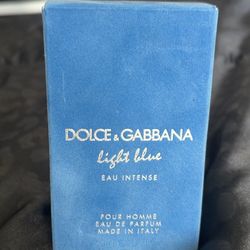 DOLCE & GABBANA
light blue
EAU INTENSE
POUR HOMME
EAU DE PARFUM
MADE IN ITALY